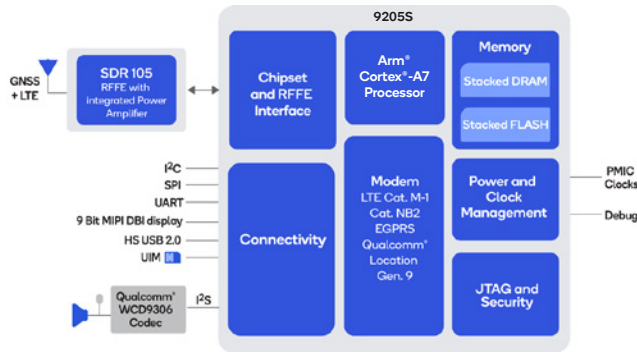 9205S
GNSS
+ LTE
SDR 105
RFFE with
integrated Power
Amplifier
Chipset
and RFFE
Interface
Arm®
Cortex®-A7
Processor
Memory
Stacked DRAM
Stacked FLASH
I²C
SPI
UART
9 Bit MIPI DBI display
HS USB 2.0
UIM
Qualcomm®
WCD9306
Codec
I²S
Connectivity
Modem
LTE Cat. M-1
Cat. NB2
EGPRS
Qualcomm®
Location
Gen. 9
Power and
Clock
Management
PMIC
Clocks
Debug
JTAG and
Security